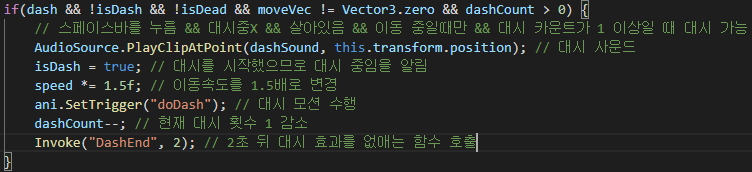 if(dash && !isDash && !isDead && moveVec != Vector3.zero && dashCount > 0) {
// 스페이스바를 누름 && 대시중X && 살아있음 && 이동 중일때만 && 대시 카운트가 1 이상일 때 대시 가능
AudioSource.PlayClipAtPoint(dashSound, this.transform.position); // 대시 사운드
isDash = true; // 대시를 시작했으므로 대시 중임을 알림
speed *= 1.5f; // 이동속도를 1.5배로 변경
ani.SetTrigger("doDash"); // 대시 모션 수행
dashCount--; // 현재 대시 횟수 1 감소
Invoke("DashEnd", 2); // 2초 뒤 대시 효과를 없애는 함수 호출
}